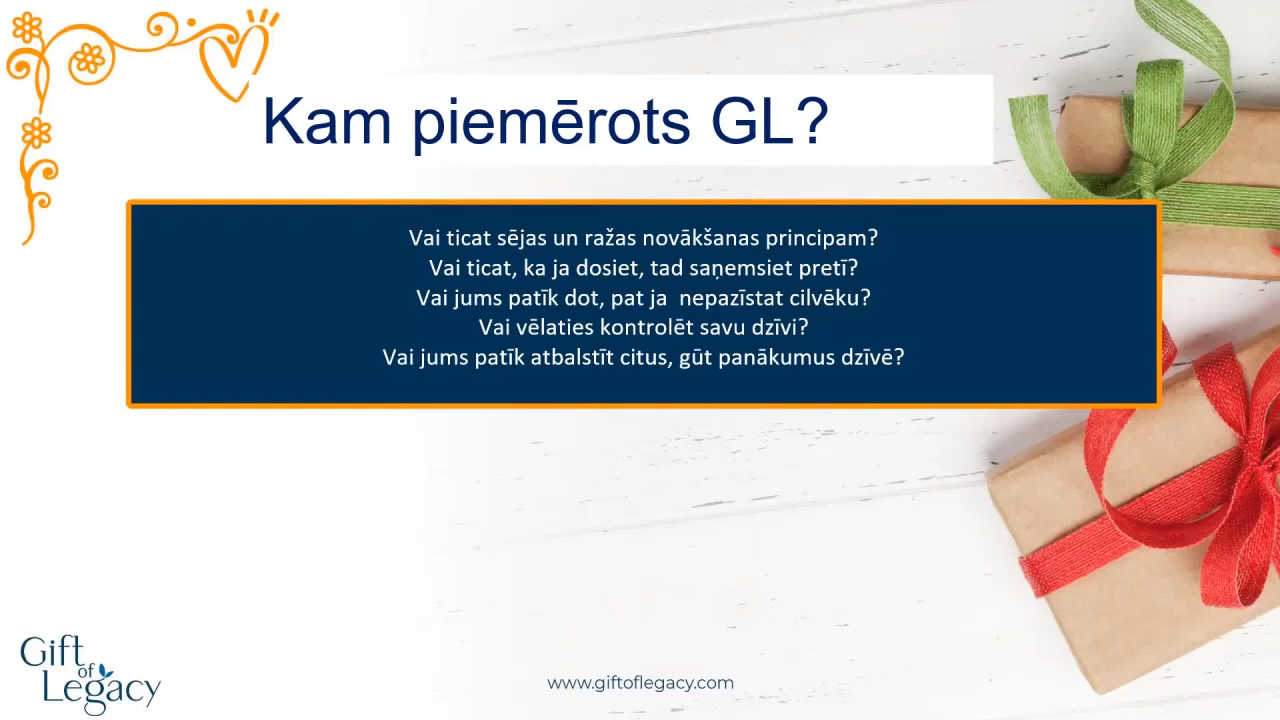 Kam piemērots GL?
Vai ticat sējas un ražas novākšanas principam?
Vai ticat, ka ja dosiet, tad saņemsiet pretī?
Vai jums patīk dot, pat ja  nepazīstat cilvēku?
Vai vēlaties kontrolēt savu dzīvi?
Vai jums patīk atbalstīt citus, gūt panākumus dzīvē?
Gift
of
Legacy
www.giftoflegacy.com